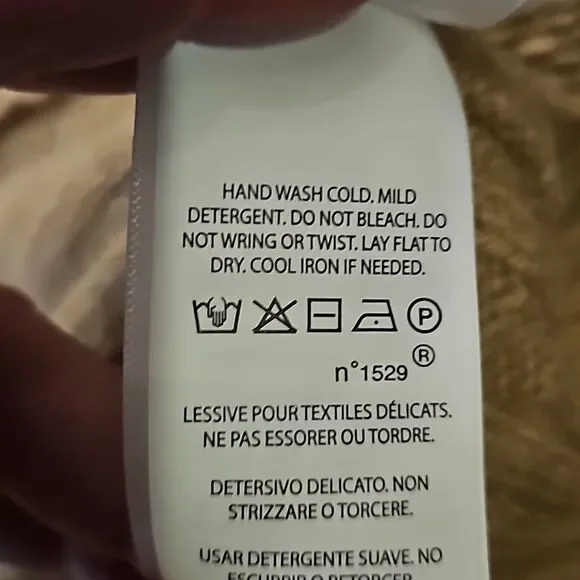 HAND WASH COLD. MILD
DETERGENT. DO NOT BLEACH. DO
NOT WRING OR TWIST. LAY FLAT TO
DRY. COOL IRON IF NEEDED.
P
n°1529®
LESSIVE POUR TEXTILES DÉLICATS.
NE PAS ESSORER OU TORDRE.
DETERSIVO DELICATO. NON
STRIZZARE O TORCERE.
USAR DETERGENTE SUAVE. NO
ESCURRIR O RETORCER